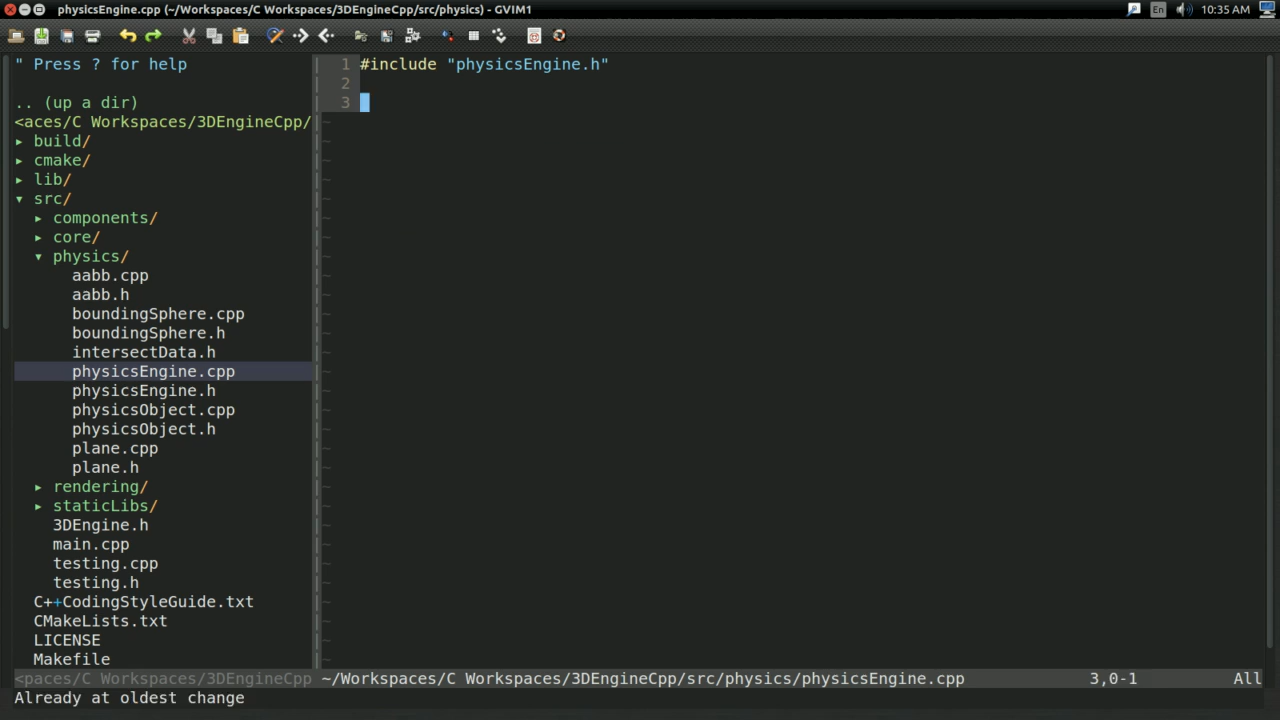 physicsEngine.cpp (~/Workspaces/C Workspaces/3DEngineCpp/src/physics) - GVIM1
En
10:35 AM
" Press ? for help
.. (up a dir)
<aces/C Workspaces/3DEngineCpp/
▸ build/
▸ cmake/
▸ lib/
▾ src/
▸ components/
▸ core/
▾ physics/
aabb.cpp
aabb.h
boundingSphere.cpp
boundingSphere.h
intersectData.h
physicsEngine.cpp
physicsEngine.h
physicsObject.cpp
physicsObject.h
plane.cpp
plane.h
▸ rendering/
▸ staticLibs/
3DEngine.h
main.cpp
testing.cpp
testing.h
C++CodingStyleGuide.txt
CMakeLists.txt
LICENSE
Makefile
1 #include "physicsEngine.h"
2
3
<paces/C Workspaces/3DEngineCpp ~/Workspaces/C Workspaces/3DEngineCpp/src/physics/physicsEngine.cpp 3,0-1 All
Already at oldest change